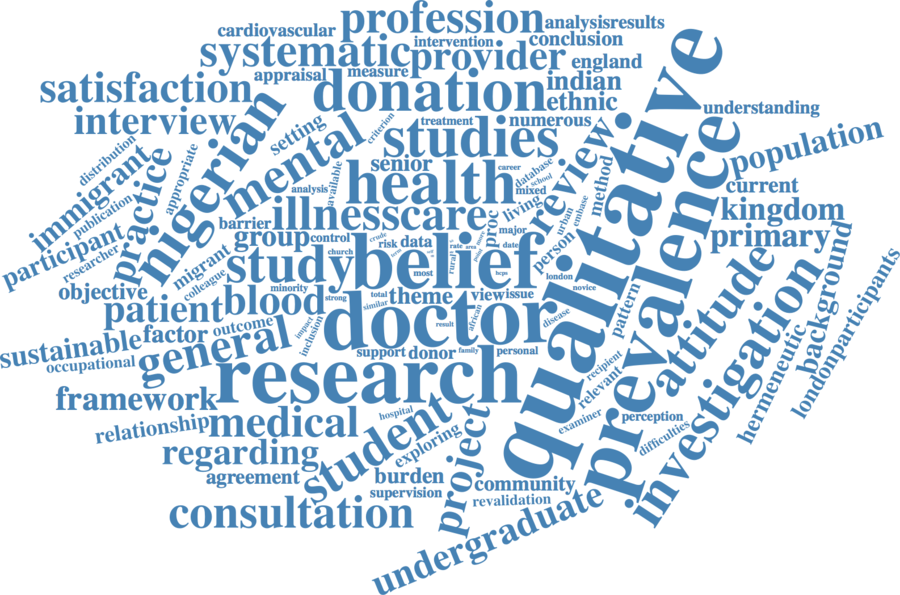 cardiovascular
profession
analysisresults
systematic
intervention
conclusion
provider
england
appraisal
measure
satisfaction
donation
indian
ethnic
understanding
interview
nigerian
setting
mental
criterion
treatment
numerous
studies
review
qualitative
population
distribution
immigrant
appropriate
practice
senior
career
database
school
health
mixed
method
prevalence
current
available
analysis
living
kingdom
publication
barrier
illnesscare
proc
urban
embase
major
primary
participant
researcher
group
control
crude
person
date
migrant
colleague
church
risk
data
rate
area
more
rural
study
belief
most
hcps
london
background
objective
minority
novice
attitude
patient
blood
strong
total
similar
theme
viewissue
pattern
investigation
londonparticipants
sustainable
factor
outcome
impact
inclusion
doctor
result
african
disease
hermeneutic
occupational
general
support
donor
family
personal
recipient
relevant
research
framework
relationship
medical
hospital
student
examiner
perception
difficulties
regarding
exploring
project
agreement
burden
supervision
community
revalidation
consultation
undergraduate